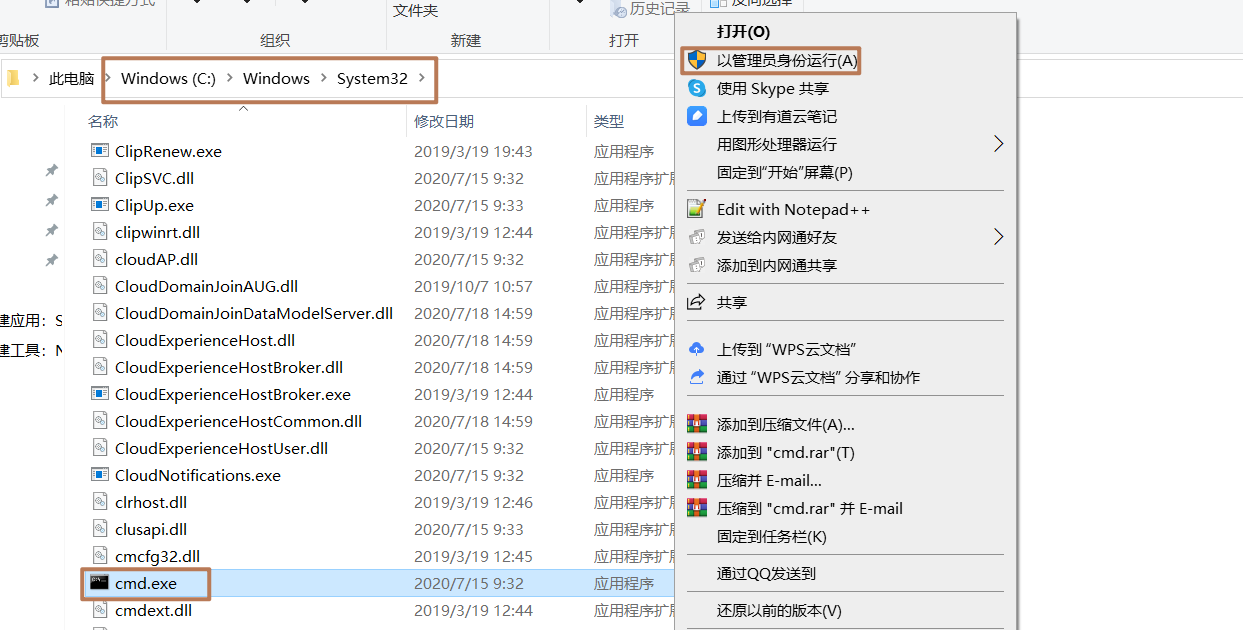 粘贴快捷方式
文件夹
历史记录
反向选择
剪贴板
组织
新建
打开
此电脑
Windows (C:)
Windows
System32
名称
修改日期
类型
ClipRenew.exe
2019/3/19 19:43
应用程序
ClipSVC.dll
2020/7/15 9:32
应用程序扩展
ClipUp.exe
2020/7/15 9:33
应用程序
clipwinrt.dll
2019/3/19 12:44
应用程序扩展
cloudAP.dll
2020/7/15 9:32
应用程序扩展
CloudDomainJoinAUG.dll
2019/10/7 10:57
应用程序扩展
CloudDomainJoinDataModelServer.dll
2020/7/18 14:59
应用程序扩展
CloudExperienceHost.dll
2020/7/18 14:59
应用程序扩展
CloudExperienceHostBroker.dll
2020/7/18 14:59
应用程序扩展
CloudExperienceHostBroker.exe
2019/3/19 12:44
应用程序
CloudExperienceHostCommon.dll
2020/7/18 14:59
应用程序扩展
CloudExperienceHostUser.dll
2020/7/15 9:32
应用程序扩展
CloudNotifications.exe
2020/7/15 9:32
应用程序
clrhost.dll
2019/3/19 12:46
应用程序扩展
clusapi.dll
2020/7/15 9:33
应用程序扩展
cmcfg32.dll
2019/3/19 12:45
应用程序扩展
cmd.exe
2020/7/15 9:32
应用程序
cmdext.dll
2019/3/19 12:44
应用程序扩展
建应用: S
建工具: N
打开(O)
以管理员身份运行(A)
使用 Skype 共享
上传到有道云笔记
用图形处理器运行
固定到"开始"屏幕(P)
Edit with Notepad++
发送给内网通好友
添加到内网通共享
共享
上传到 "WPS云文档"
通过 "WPS云文档" 分享和协作
添加到压缩文件(A)...
添加到 "cmd.rar"(T)
压缩并 E-mail...
压缩到 "cmd.rar" 并 E-mail
固定到任务栏(K)
通过QQ发送到
还原以前的版本(V)